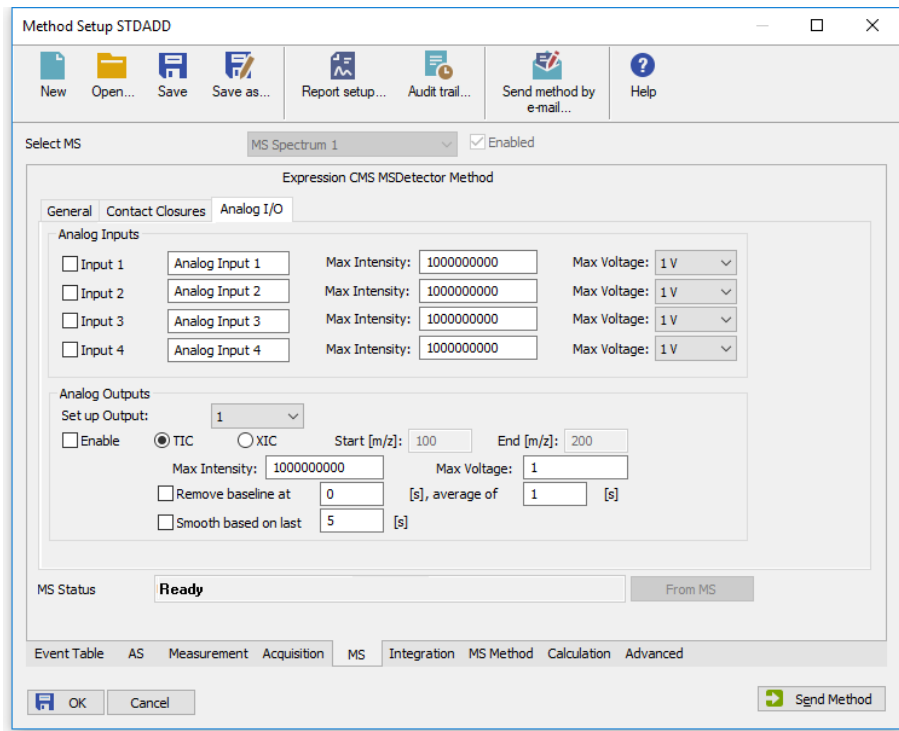 Method Setup STDADD
New Open... Save Save as... Report setup... Audit trail... Send method by e-mail... Help
Select MS MS Spectrum 1 Enabled
Expression CMS MSDetector Method
General Contact Closures Analog I/O
Analog Inputs
Input 1 Analog Input 1 Max Intensity: 1000000000 Max Voltage: 1 V
Input 2 Analog Input 2 Max Intensity: 1000000000 Max Voltage: 1 V
Input 3 Analog Input 3 Max Intensity: 1000000000 Max Voltage: 1 V
Input 4 Analog Input 4 Max Intensity: 1000000000 Max Voltage: 1 V
Analog Outputs
Set up Output: 1
Enable TIC XIC Start [m/z]: 100 End [m/z]: 200
Max Intensity: 1000000000 Max Voltage: 1
Remove baseline at 0 [s], average of 1 [s]
Smooth based on last 5 [s]
MS Status Ready From MS
Event Table AS Measurement Acquisition MS Integration MS Method Calculation Advanced
OK Cancel Send Method